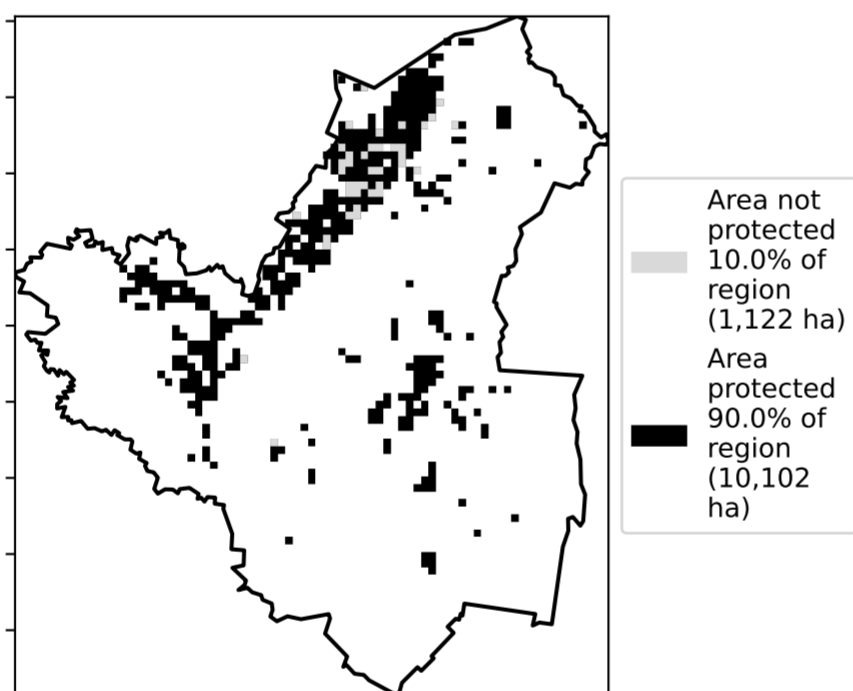 Area not
protected
10.0% of
region
(1,122 ha)
Area
protected
90.0% of
region
(10,102
ha)